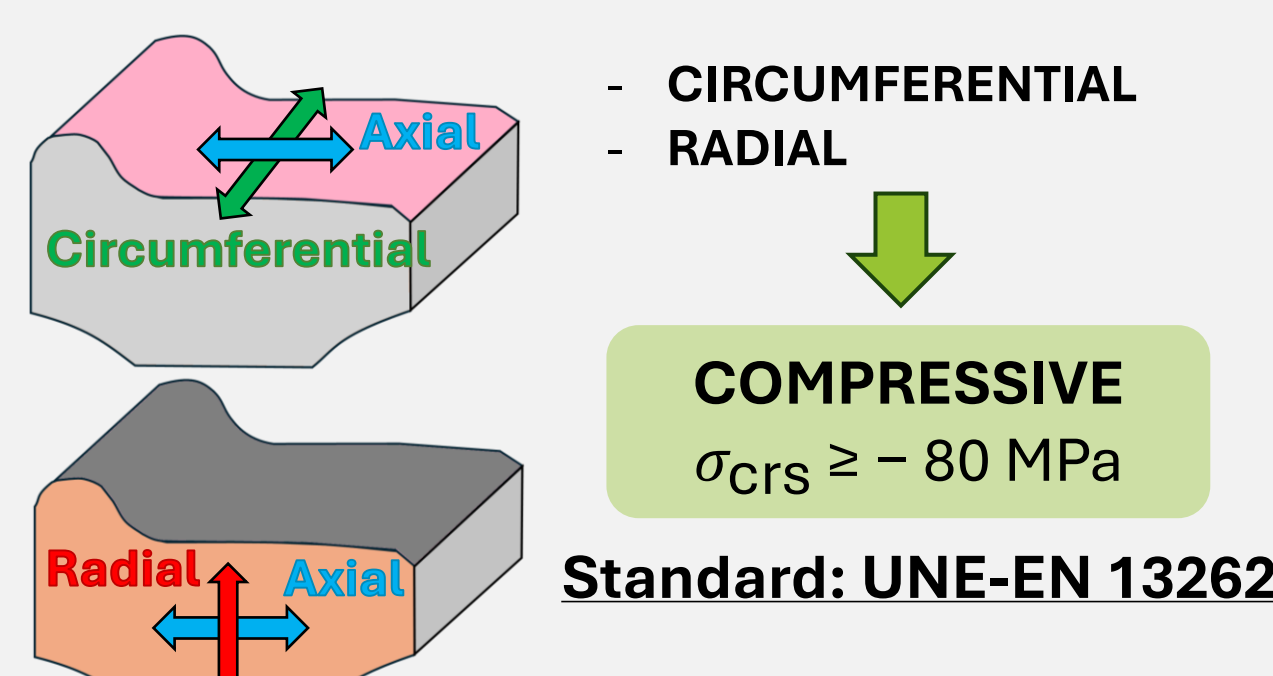 Axial
Circumferential
- CIRCUMFERENTIAL
- RADIAL
COMPRESSIVE
σcrs ≥ – 80 MPa
Radial
Axial
Standard: UNE-EN 13262